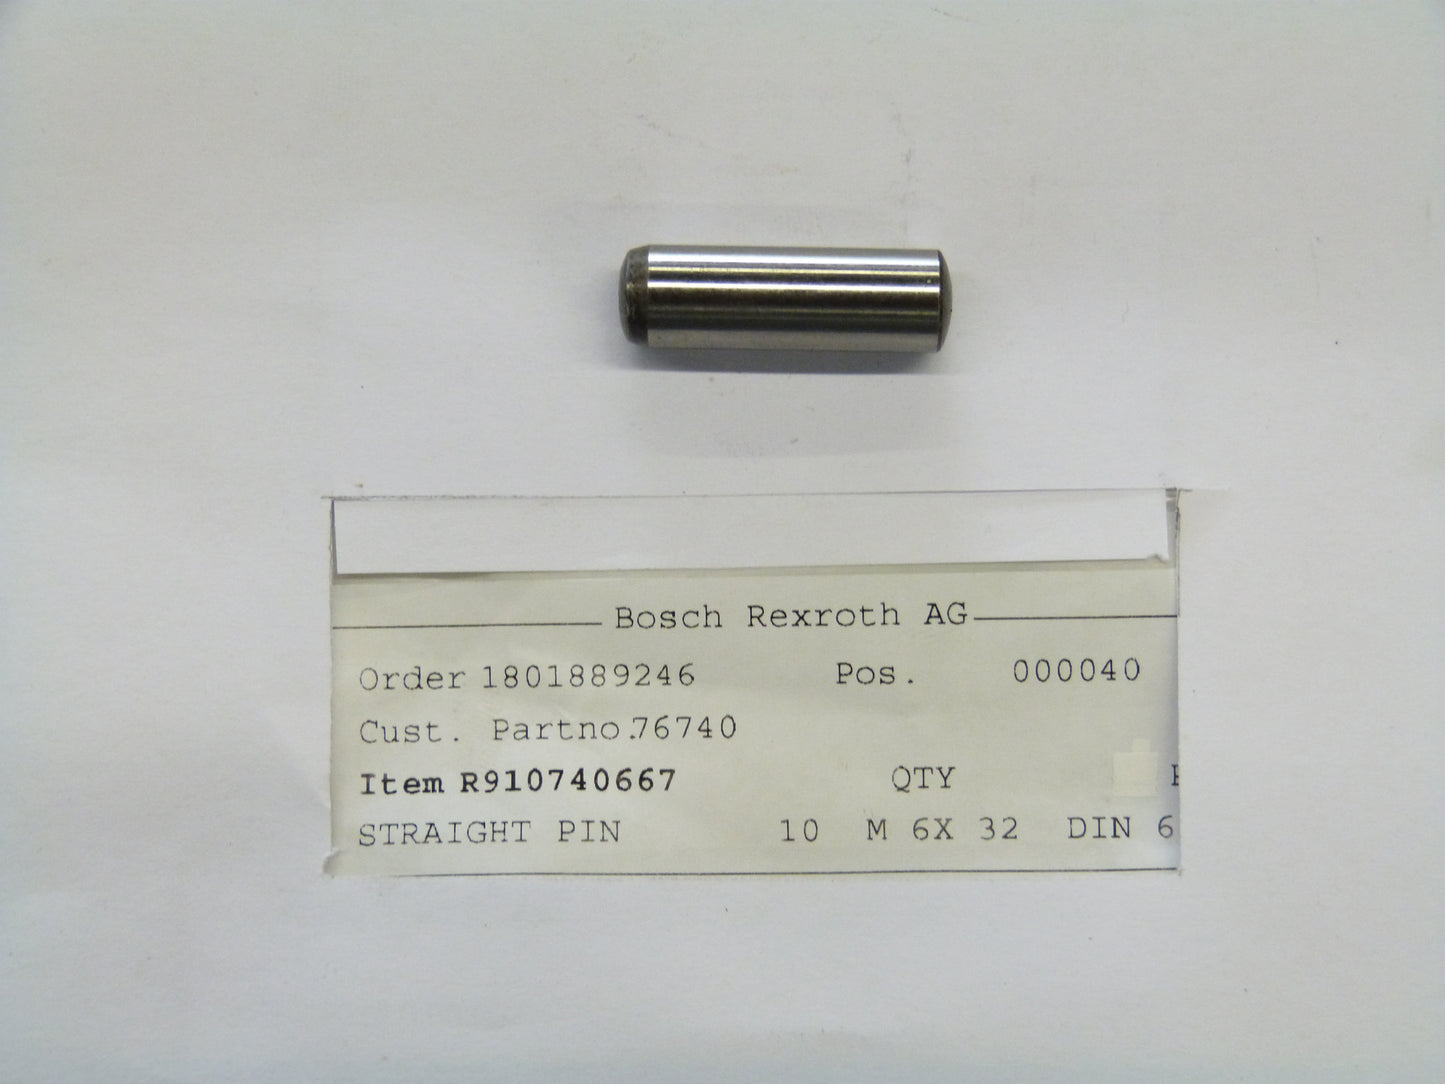 Bosch Rexroth AG
Order 1801889246 Pos. 000040
Cust. Partno.76740
Item R910740667 QTY
STRAIGHT PIN 10 M 6X 32 DIN 6